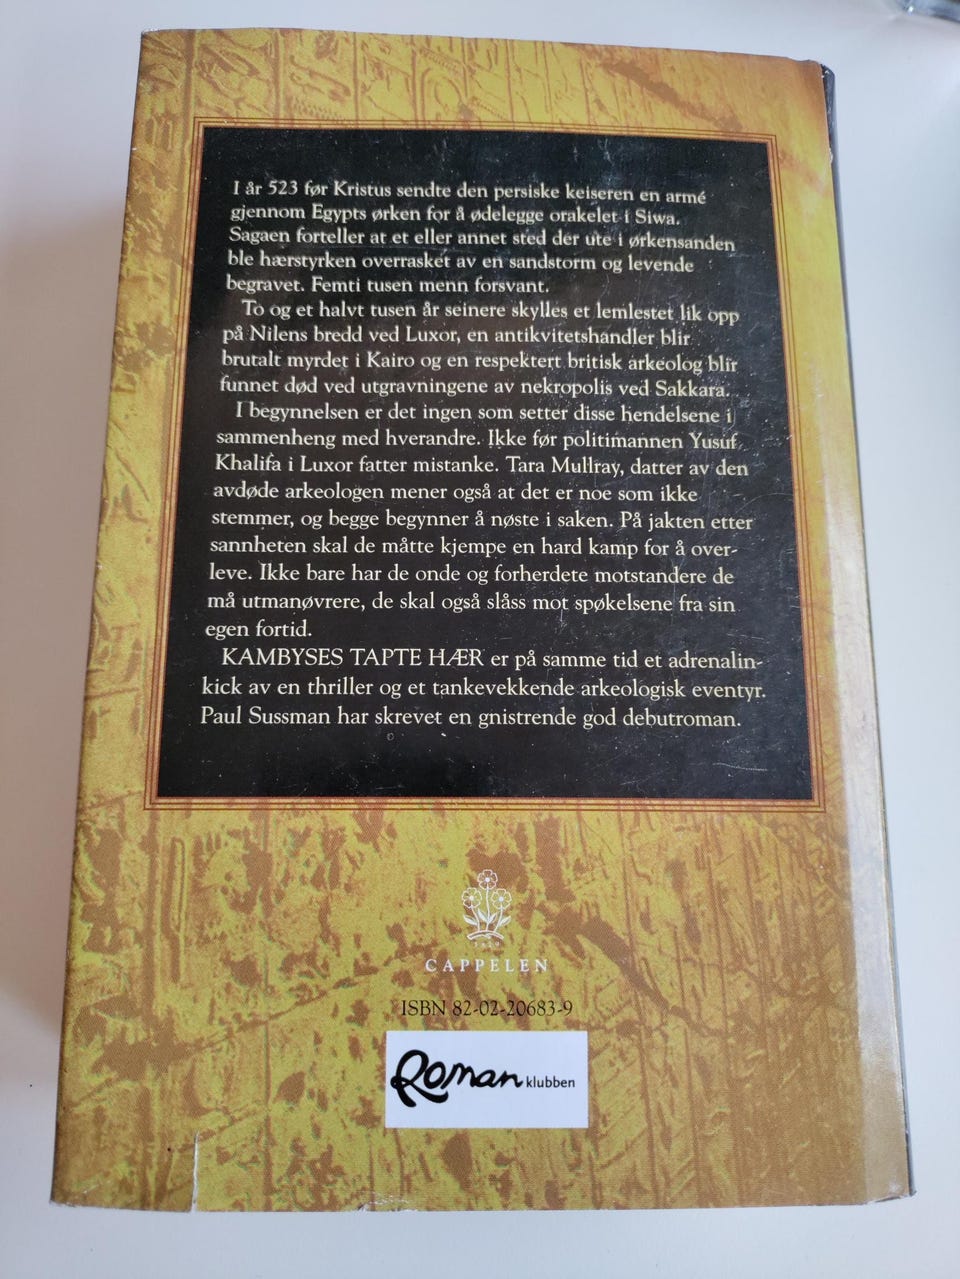 I år 523 før Kristus sendte den persiske keiseren en armé
gjennom Egypts ørken for å ødelegge orakelet i Siwa.
Sagaen forteller at et eller annet sted der ute i ørkensanden
ble hærstyrken overrasket av en sandstorm og levende
begravet. Femti tusen menn forsvant.
To og et halvt tusen år seinere skylles et lemlestet lik opp
på Nilens bredd ved Luxor, en antikvitetshandler blir
brutalt myrdet i Kairo og en respektert britisk arkeolog blir
funnet død ved utgravningene av nekropolis ved Sakkara.
I begynnelsen er det ingen som setter disse hendelsene i
sammenheng med hverandre. Ikke før politimannen Yusuf
Khalifa i Luxor fatter mistanke. Tara Mullray, datter av den
avdøde arkeologen mener også at det er noe som ikke
stemmer, og begge begynner å nøste i saken. På jakten etter
sannheten skal de måtte kjempe en hard kamp for å over-
leve. Ikke bare har de onde og forherdete motstandere de
må utmanøvrere, de skal også slåss mot spøkelsene fra sin
egen fortid.
KAMBYSES TAPTE HÆR er på samme tid et adrenalin-
kick av en thriller og et tankevekkende arkeologisk eventyr.
Paul Sussman har skrevet en gnistrende god debutroman.
1829
CAPPELEN
ISBN 82-02-20683-9
Roman klubben